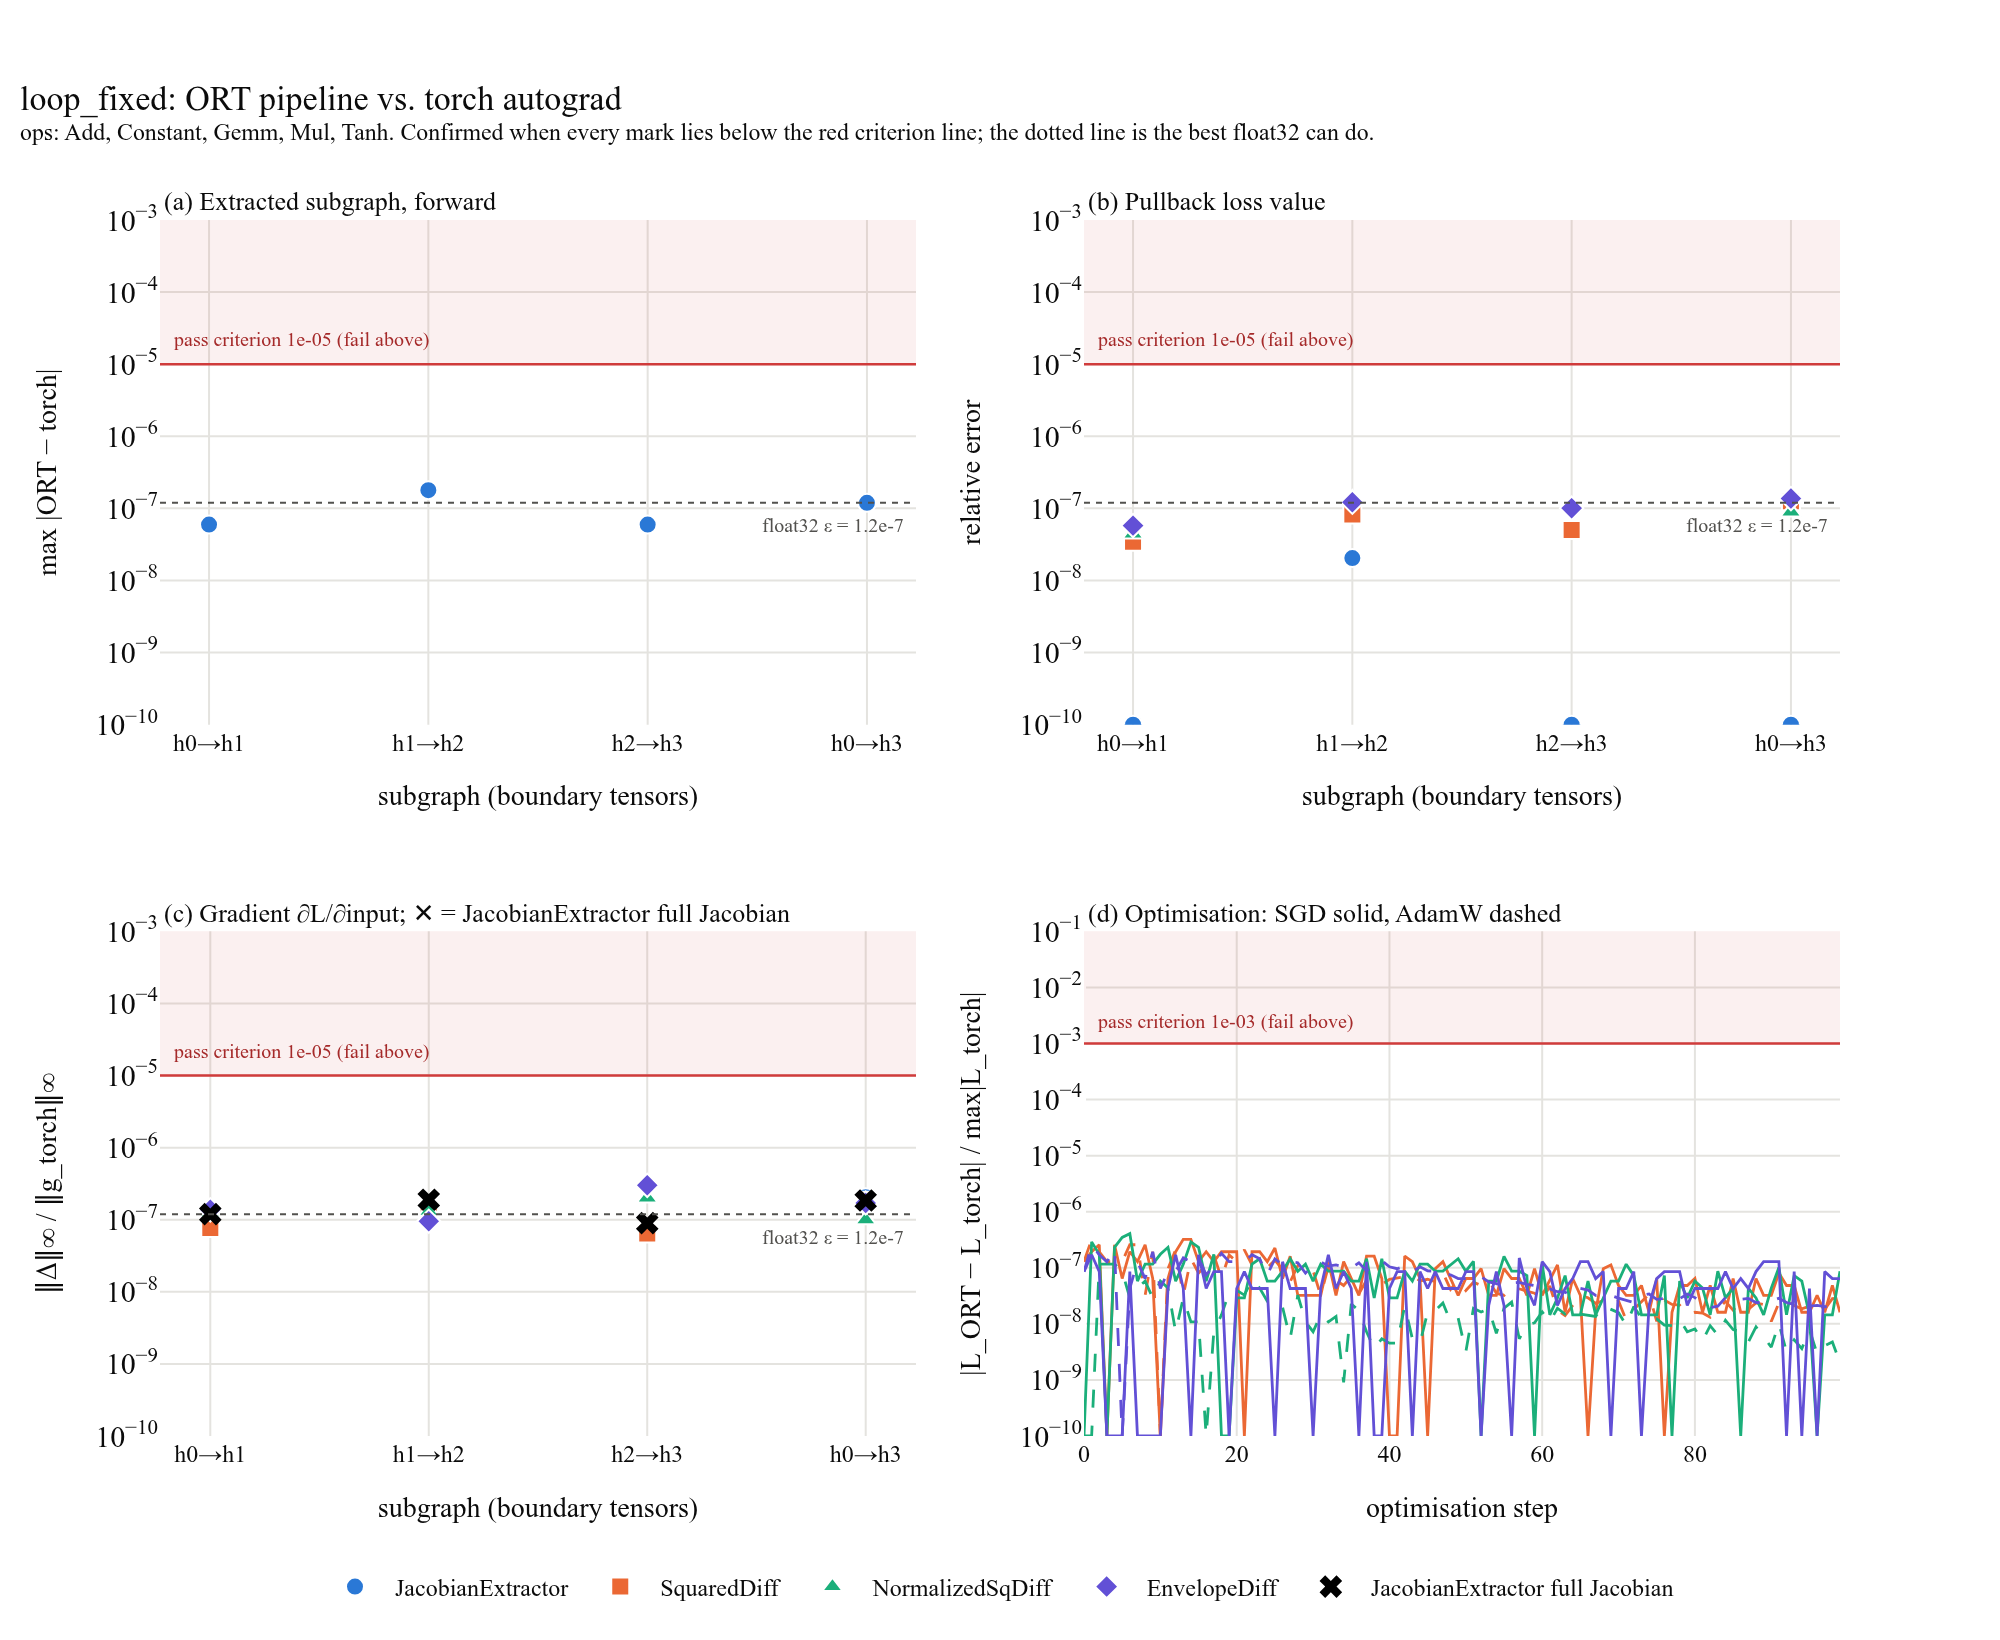 loop_fixed: ORT pipeline vs. torch autograd
ops: Add, Constant, Gemm, Mul, Tanh. Confirmed when every mark lies below the red criterion line; the dotted line is the best float32 can do.
(a) Extracted subgraph, forward
10⁻³
10⁻⁴
pass criterion 1e-05 (fail above)
10⁻⁵
10⁻⁶
10⁻⁷
float32 ε = 1.2e-7
10⁻⁸
10⁻⁹
10⁻¹⁰
max |ORT − torch|
h0→h1
h1→h2
h2→h3
h0→h3
subgraph (boundary tensors)
(b) Pullback loss value
10⁻³
10⁻⁴
pass criterion 1e-05 (fail above)
10⁻⁵
10⁻⁶
10⁻⁷
float32 ε = 1.2e-7
10⁻⁸
10⁻⁹
10⁻¹⁰
relative error
h0→h1
h1→h2
h2→h3
h0→h3
subgraph (boundary tensors)
(c) Gradient ∂L/∂input; ✕ = JacobianExtractor full Jacobian
10⁻³
10⁻⁴
pass criterion 1e-05 (fail above)
10⁻⁵
10⁻⁶
10⁻⁷
float32 ε = 1.2e-7
10⁻⁸
10⁻⁹
10⁻¹⁰
‖Δ‖∞ / ‖g_torch‖∞
h0→h1
h1→h2
h2→h3
h0→h3
subgraph (boundary tensors)
(d) Optimisation: SGD solid, AdamW dashed
10⁻¹
10⁻²
pass criterion 1e-03 (fail above)
10⁻³
10⁻⁴
10⁻⁵
10⁻⁶
10⁻⁷
10⁻⁸
10⁻⁹
10⁻¹⁰
|L_ORT − L_torch| / max|L_torch|
0
20
40
60
80
optimisation step
JacobianExtractor
SquaredDiff
NormalizedSqDiff
EnvelopeDiff
JacobianExtractor full Jacobian